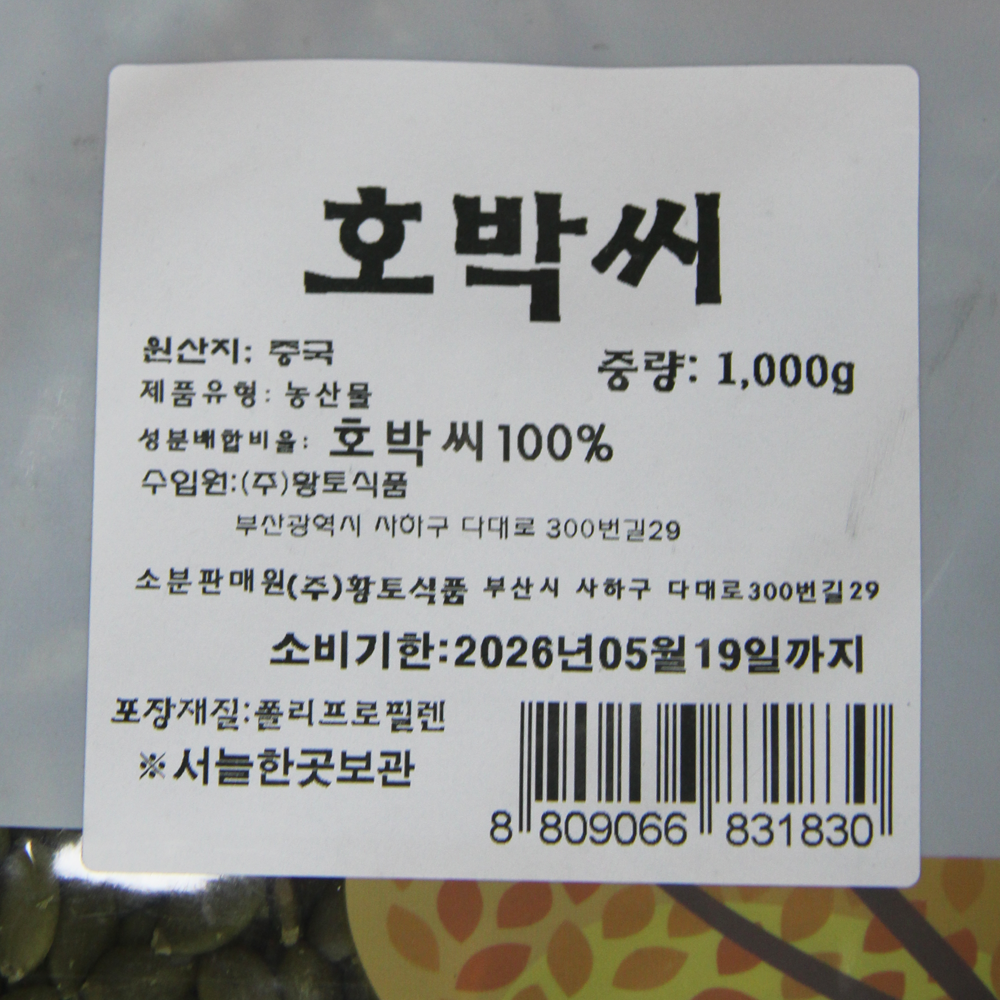 호박씨
원산지: 중국
중량: 1,000g
제품유형: 농산물
성분배합비율: 호박씨100%
수입원:(주)황토식품
부산광역시 사하구 다대로 300번길29
소분판매원(주)황토식품 부산시 사하구 다대로300번길29
소비기한:2026년05월19일까지
포장재질:폴리프로필렌
※서늘한곳보관
8 809066 831830